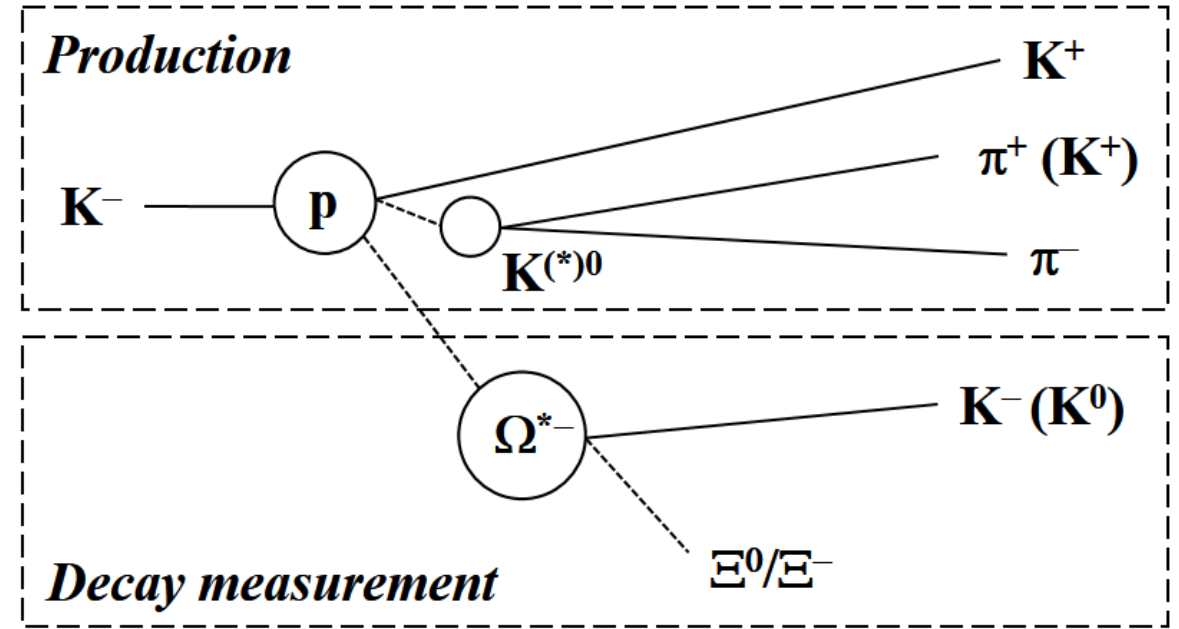 Production
K⁺
π⁺ (K⁺)
K⁻
p
π⁻
K⁽*⁾⁰
Ω*⁻
K⁻ (K⁰)
Ξ⁰/Ξ⁻
Decay measurement